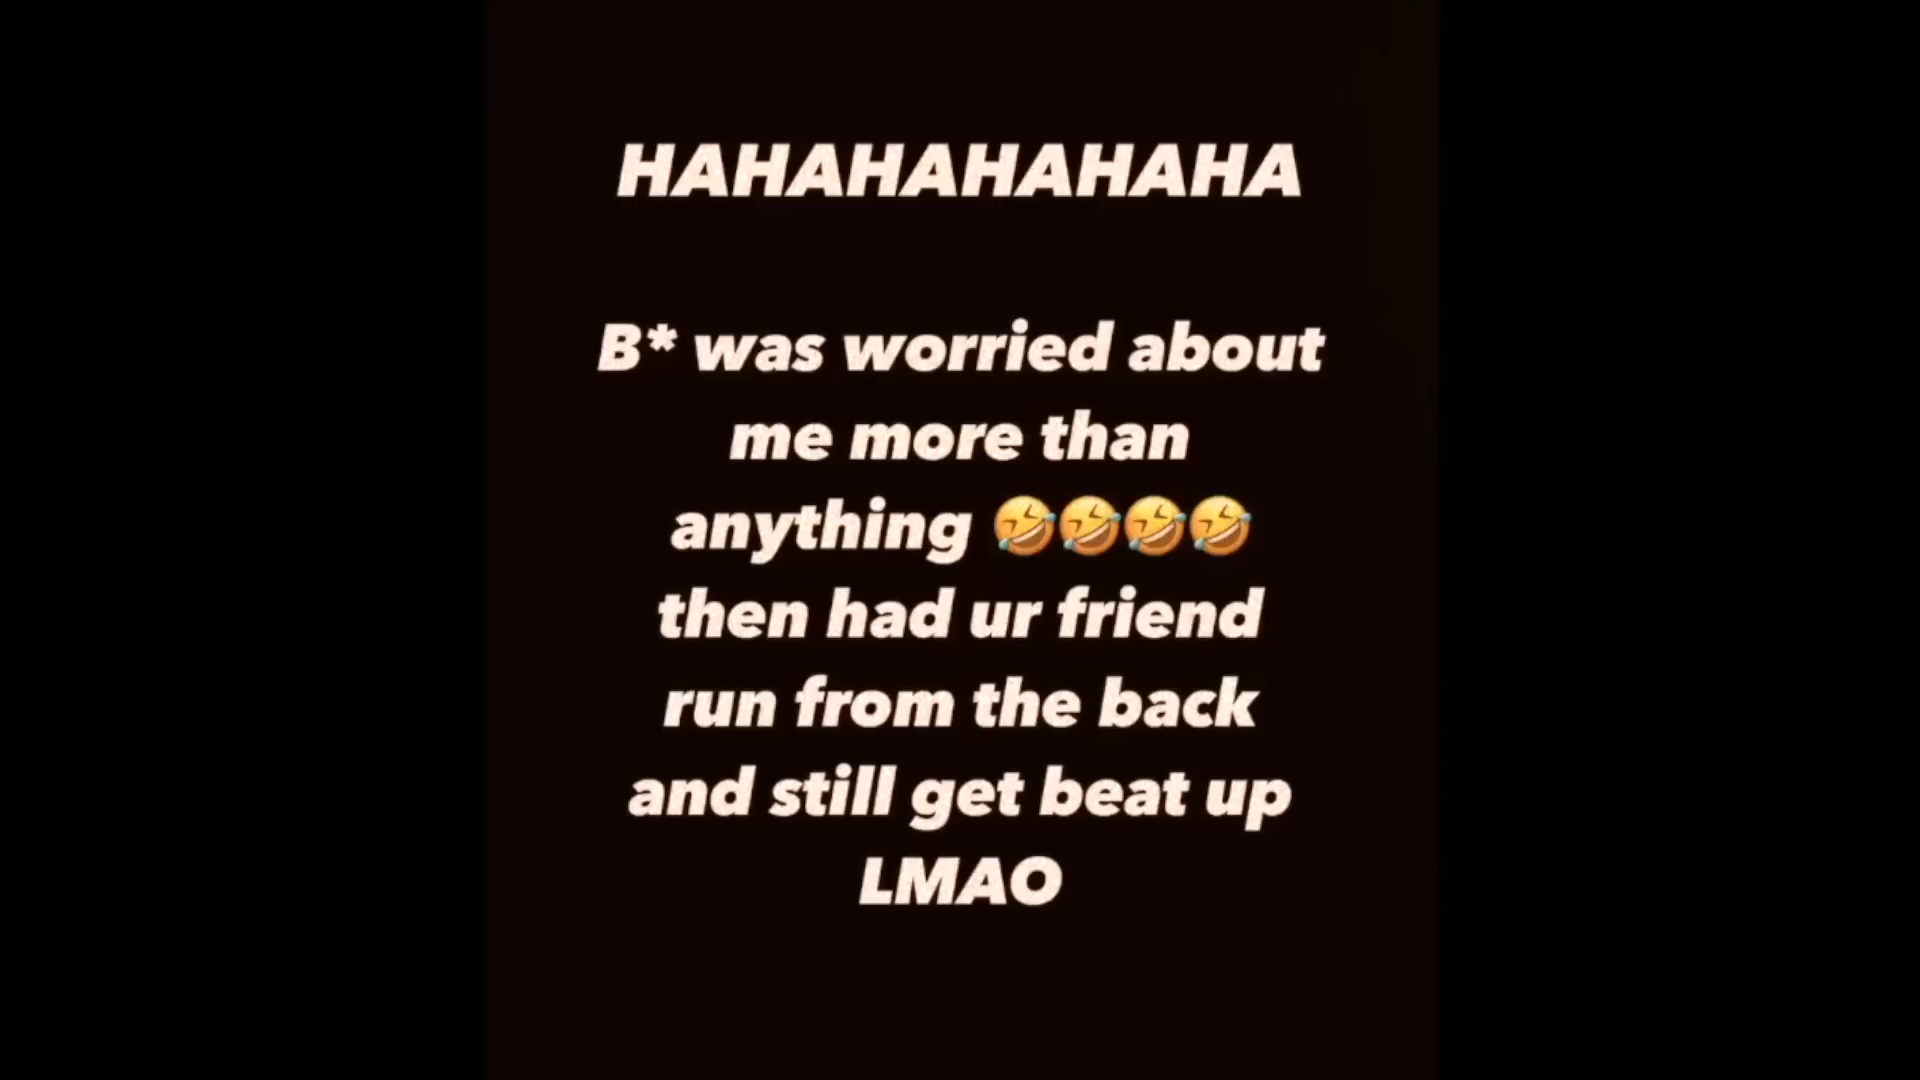 HAHAHAHAHAHA
B* was worried about
me more than
anything 🤣🤣🤣🤣
then had ur friend
run from the back
and still get beat up
LMAO